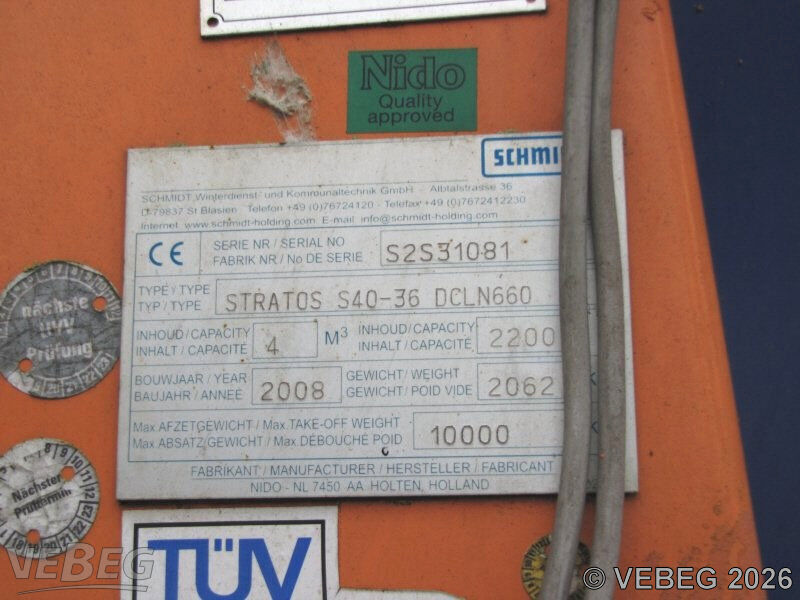 Nido
Quality
approved
SCHMI
SCHMIDT Winterdienst- und Kommunaltechnik GmbH - Albtalstrasse 36
D-79837 St Blasien Telefon +49 (0)76724120 - Telefax +49 (0)7672412230
Internet www.schmidt-holding.com E-mail info@schmidt-holding.com
CE SERIE NR / SERIAL NO S2S31081
FABRIK NR / No DE SERIE
TYPE / TYPE STRATOS S40-36 DCLN660
TYP / TYPE
INHOUD / CAPACITY 4 M³ INHOUD / CAPACITY 2200
INHALT / CAPACITÉ INHALT / CAPACITÉ
BOUWJAAR / YEAR 2008 GEWICHT / WEIGHT 2062
BAUJAHR / ANNÉE GEWICHT / POID VIDE
Max AFZETGEWICHT / Max. TAKE-OFF WEIGHT 10000
Max ABSATZ GEWICHT / Max. DÉBOUCHÉ POID
FABRIKANT / MANUFACTURER / HERSTELLER / FABRICANT
NIDO - NL 7450 AA HOLTEN, HOLLAND
nächste
UVV
Prüfung
Nächster
Prüftermin
TÜV
VEBEG
© VEBEG 2026